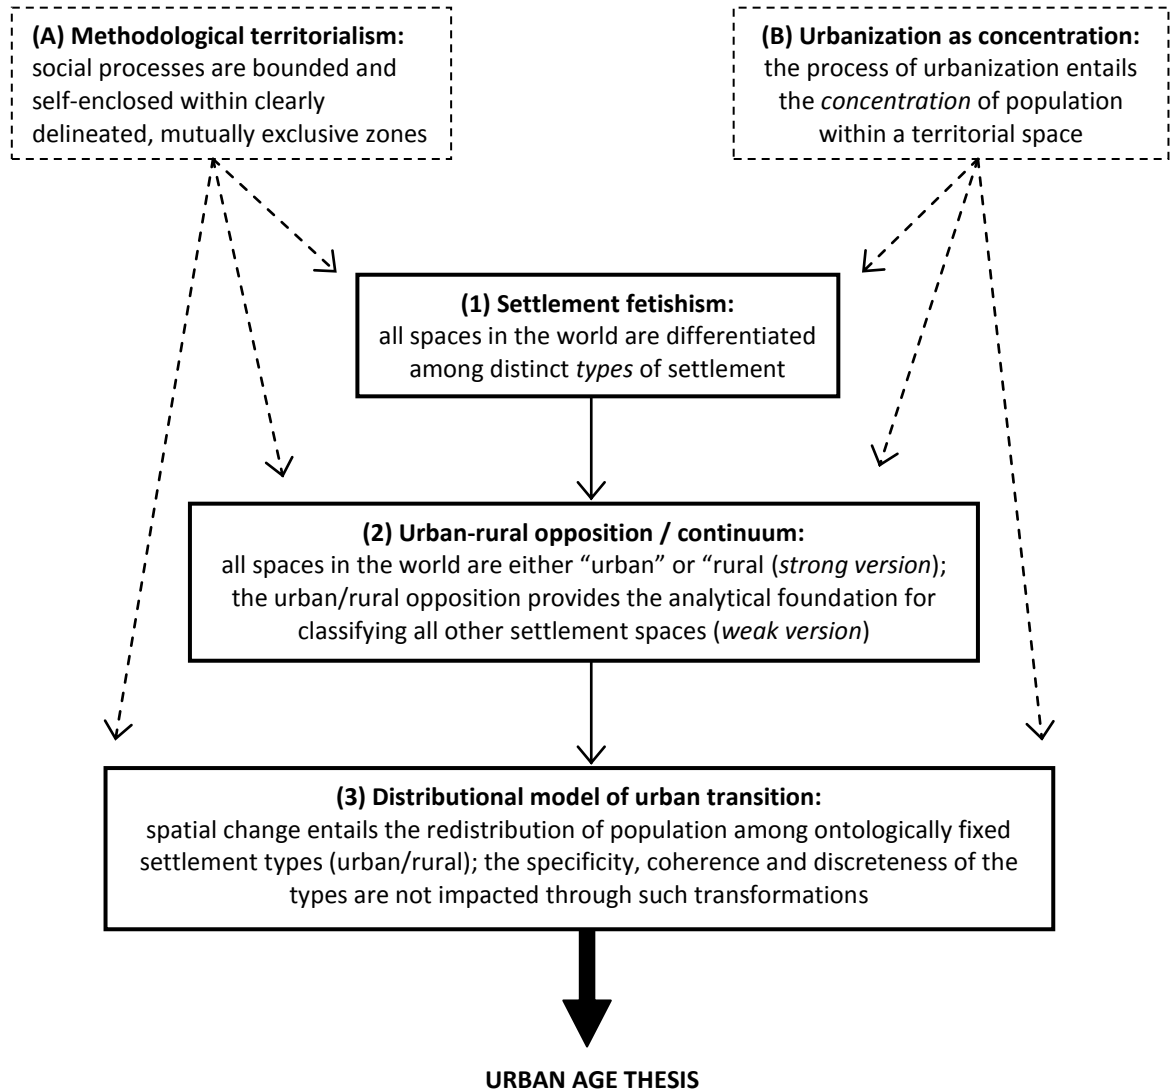 (A) Methodological territorialism:
social processes are bounded and
self-enclosed within clearly
delineated, mutually exclusive zones
(B) Urbanization as concentration:
the process of urbanization entails
the concentration of population
within a territorial space
(1) Settlement fetishism:
all spaces in the world are differentiated
among distinct types of settlement
(2) Urban-rural opposition / continuum:
all spaces in the world are either “urban” or “rural (strong version);
the urban/rural opposition provides the analytical foundation for
classifying all other settlement spaces (weak version)
(3) Distributional model of urban transition:
spatial change entails the redistribution of population among ontologically fixed
settlement types (urban/rural); the specificity, coherence and discreteness of the
types are not impacted through such transformations
URBAN AGE THESIS